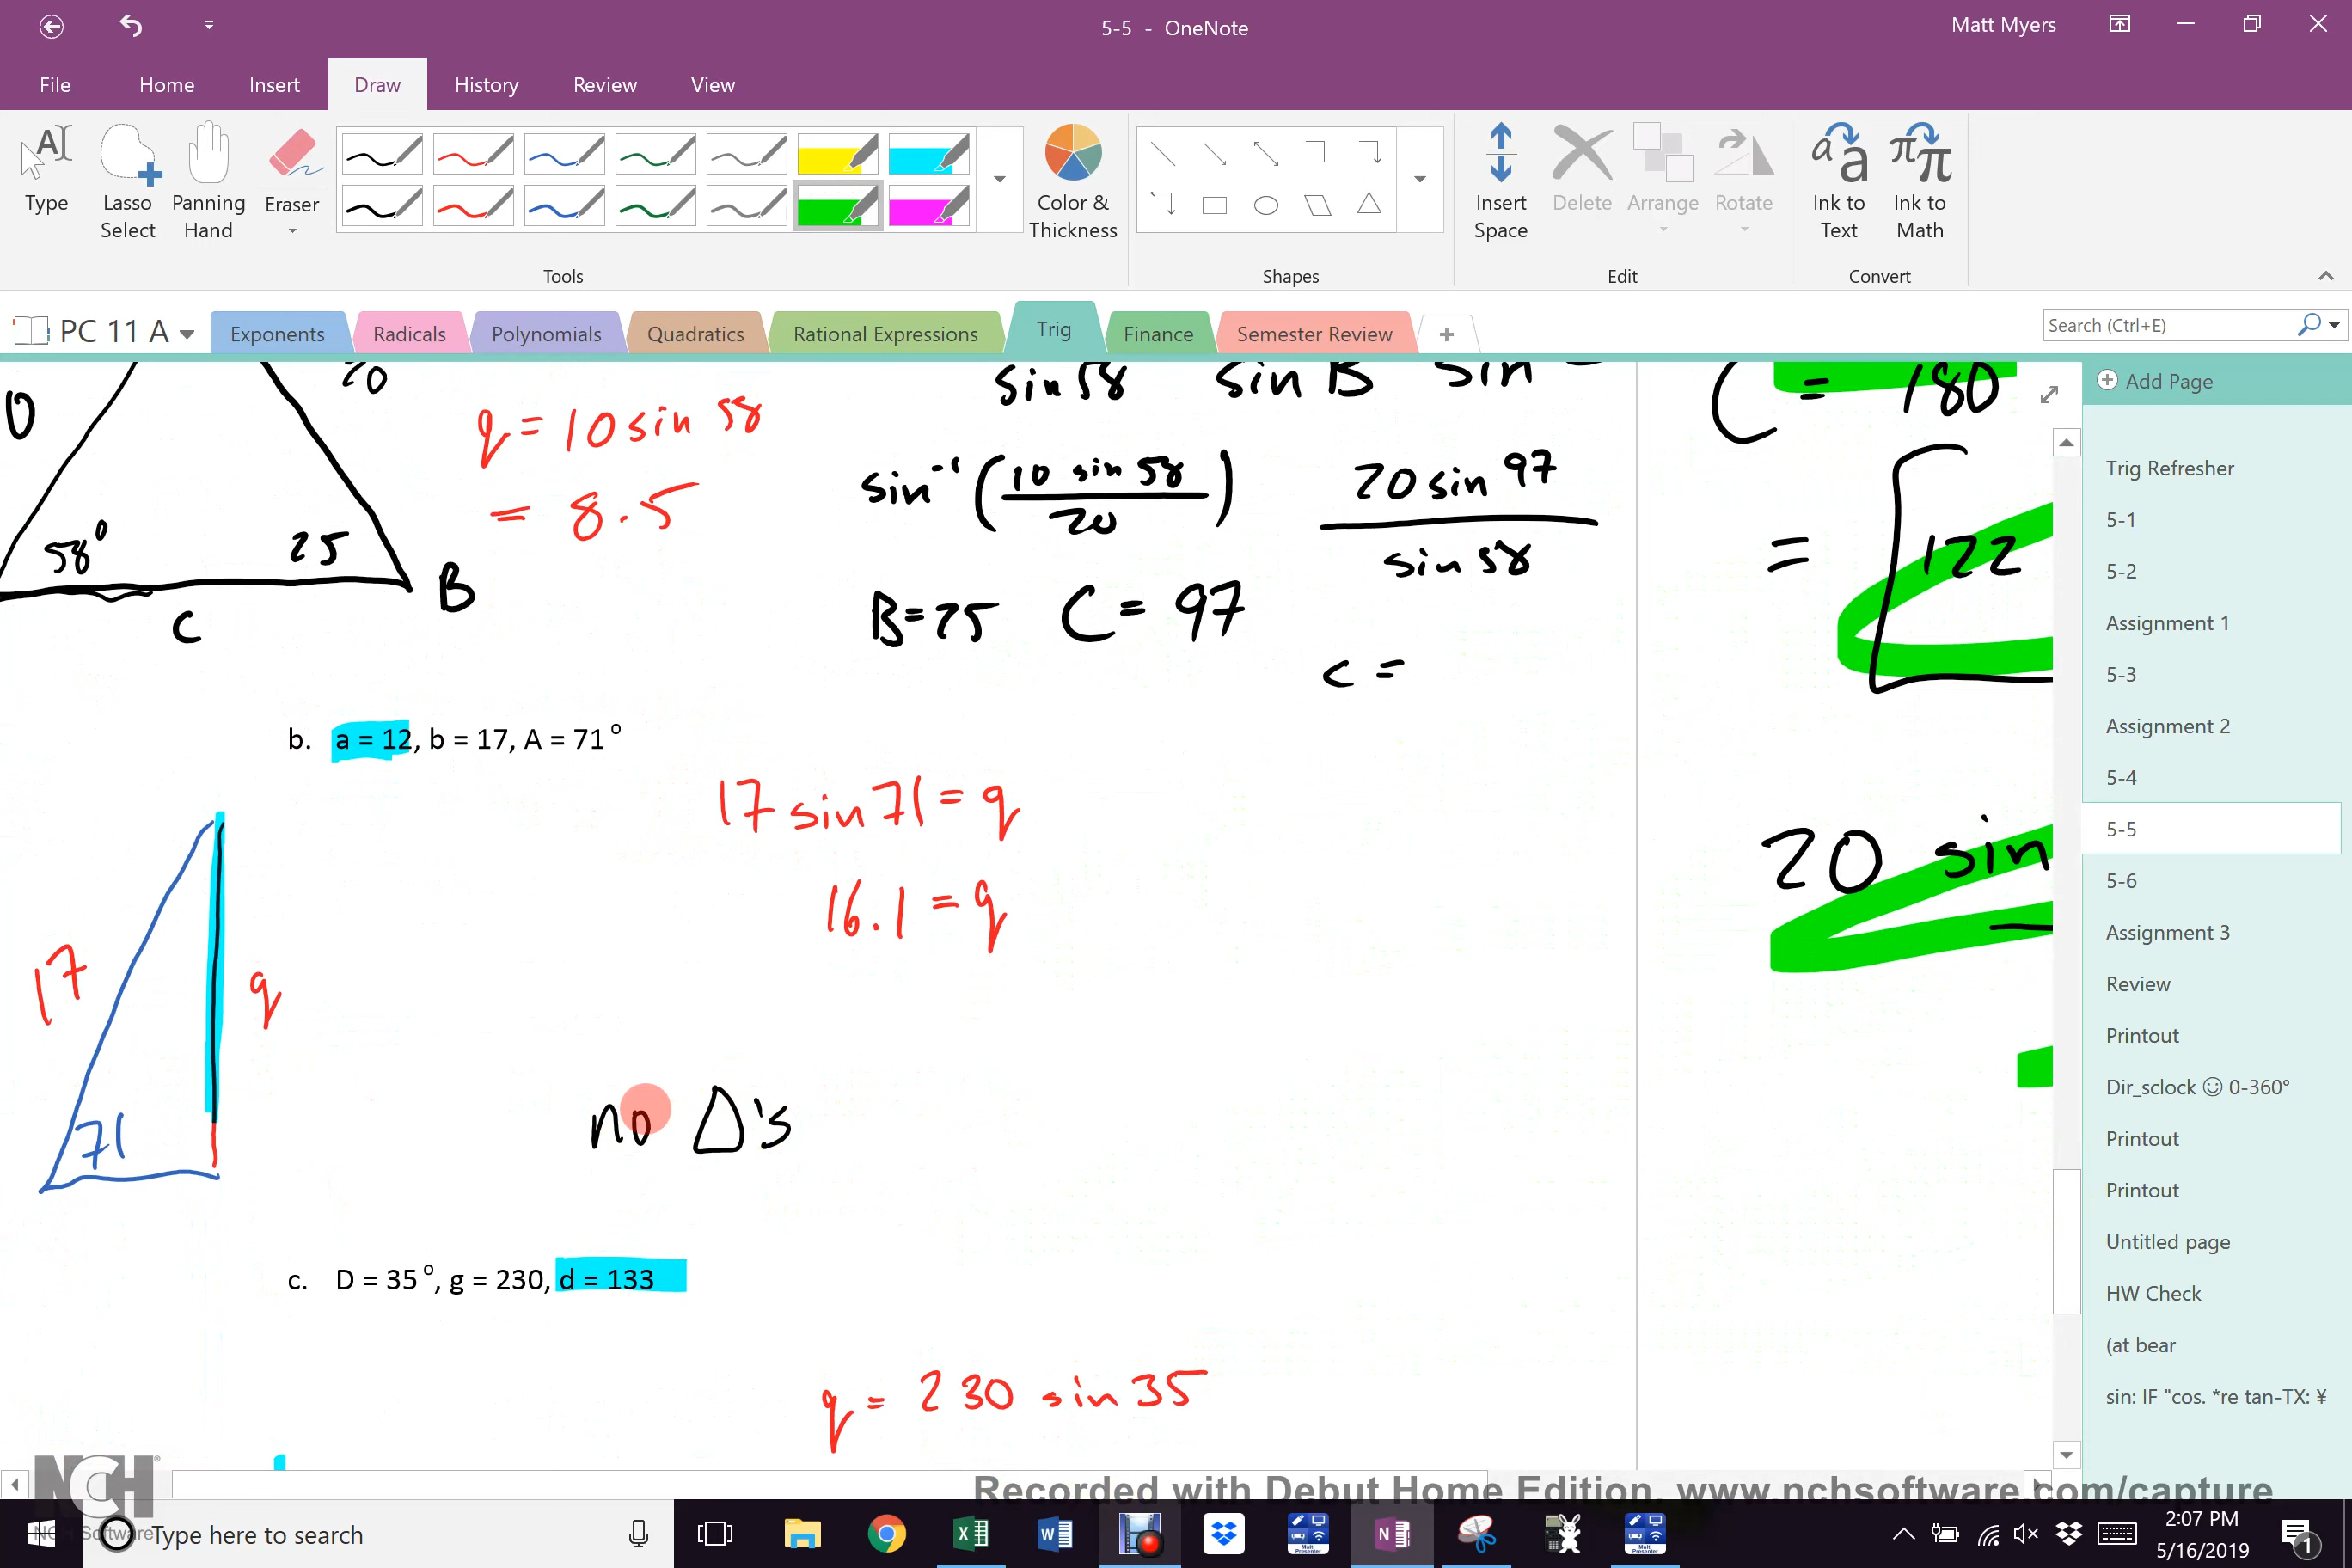 5-5 - OneNote
Matt Myers
File Home Insert Draw History Review View
Type
Lasso Select
Panning Hand
Eraser
Color & Thickness
Insert Space
Delete
Arrange
Rotate
Ink to Text
Ink to Math
Tools
Shapes
Edit
Convert
PC 11 A
Exponents Radicals Polynomials Quadratics Rational Expressions Trig Finance Semester Review
Search (Ctrl+E)
Add Page
Trig Refresher
5-1
5-2
Assignment 1
5-3
Assignment 2
5-4
5-5
5-6
Assignment 3
Review
Printout
Dir_sclock ☺ 0-360°
Printout
Printout
Untitled page
HW Check
(at bear
sin: IF "cos. *re tan-TX: ¥
20
q = 10 sin 58
= 8.5
58° 25
B
c
sin 58 sin B sin
sin⁻¹ (10 sin 58 / 20)
20 sin 97 / sin 58
B = 25 C = 97
c =
C = 180
= [122
20 sin
b. a = 12, b = 17, A = 71°
17 sin 71 = q
16.1 = q
17
q
71
no Δ's
c. D = 35°, g = 230, d = 133
q = 230 sin 35
NCH
NCH Software
Recorded with Debut Home Edition. www.nchsoftware.com/capture
Type here to search
2:07 PM
5/16/2019
1